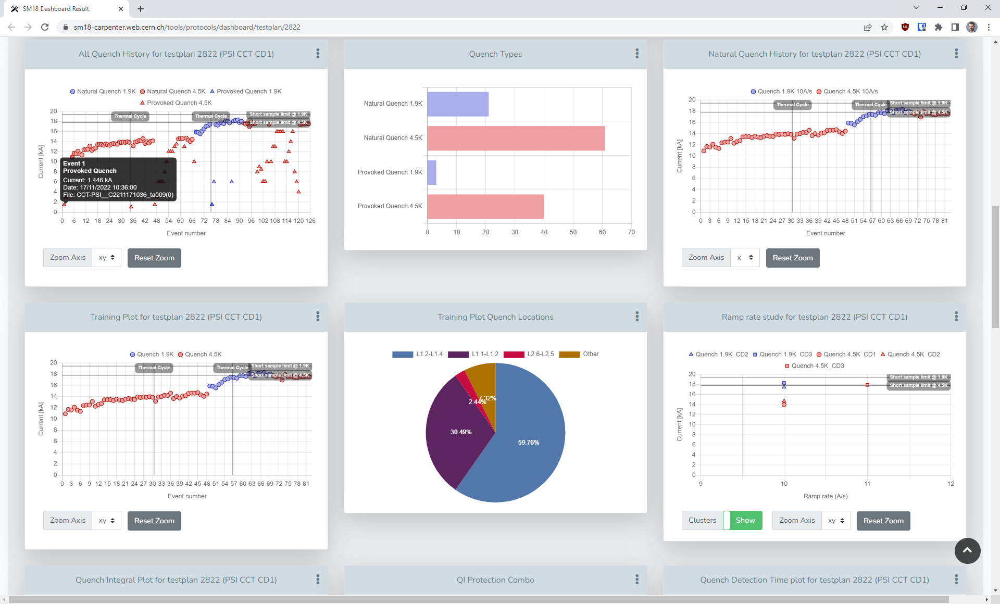 SM18 Dashboard Result
sm18-carpenter.web.cern.ch/tools/protocols/dashboard/testplan/2822
All Quench History for testplan 2822 (PSI CCT CD1)
Natural Quench 1.9K Natural Quench 4.5K Provoked Quench 1.9K
Provoked Quench 4.5K
Thermal Cycle Thermal Cycle
Short sample limit @ 1.9K
Short sample limit @ 4.5K
20
18
16
14
12
10
8
6
4
2
0
Current [kA]
Event 1
Provoked Quench
Current: 1.446 kA
Date: 17/11/2022 10:36:00
File: CCT-PSI__C2211171036_ta009(0)
0 6 12 18 24 30 36 42 48 54 60 66 72 78 84 90 96 102 108 114 120 126
Event number
Zoom Axis xy Reset Zoom
Quench Types
Natural Quench 1.9K
Natural Quench 4.5K
Provoked Quench 1.9K
Provoked Quench 4.5K
0 10 20 30 40 50 60 70
Natural Quench History for testplan 2822 (PSI CCT CD1)
Quench 1.9K 10A/s Quench 4.5K 10A/s
Thermal Cycle Thermal Cycle
Short sample limit @ 1.9K
Short sample limit @ 4.5K
20
18
16
14
12
10
8
6
4
2
0
Current [kA]
0 3 6 9 12 15 18 21 24 27 30 33 36 39 42 45 48 51 54 57 60 63 66 69 72 75 78 81
Event number
Zoom Axis x Reset Zoom
Training Plot for testplan 2822 (PSI CCT CD1)
Quench 1.9K Quench 4.5K
Thermal Cycle Thermal Cycle
Short sample limit @ 1.9K
Short sample limit @ 4.5K
20
18
16
14
12
10
8
6
4
2
0
Current [kA]
0 3 6 9 12 15 18 21 24 27 30 33 36 39 42 45 48 51 54 57 60 63 66 69 72 75 78 81
Event number
Zoom Axis xy Reset Zoom
Training Plot Quench Locations
L1.2-L1.4 L1.1-L1.2 L2.6-L2.5 Other
7.32%
2.44%
30.49%
59.76%
Ramp rate study for testplan 2822 (PSI CCT CD1)
Quench 1.9K CD2 Quench 1.9K CD3 Quench 4.5K CD1 Quench 4.5K CD2
Quench 4.5K CD3
Short sample limit @ 1.9K
Short sample limit @ 4.5K
20
18
16
14
12
10
8
6
4
2
0
Current [kA]
9 10 11 12
Ramp rate (A/s)
Clusters Show Zoom Axis xy Reset Zoom
Quench Integral Plot for testplan 2822 (PSI CCT CD1)
QI Protection Combo
Quench Detection Time plot for testplan 2822 (PSI CCT CD1)